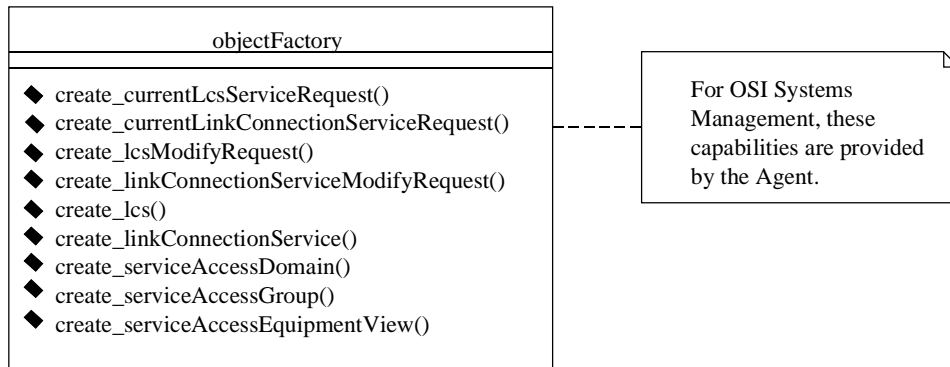 objectFactory
create_currentLcsServiceRequest()
create_currentLinkConnectionServiceRequest()
create_lcsModifyRequest()
create_linkConnectionServiceModifyRequest()
create_lcs()
create_linkConnectionService()
create_serviceAccessDomain()
create_serviceAccessGroup()
create_serviceAccessEquipmentView()
For OSI Systems
Management, these
capabilities are provided
by the Agent.